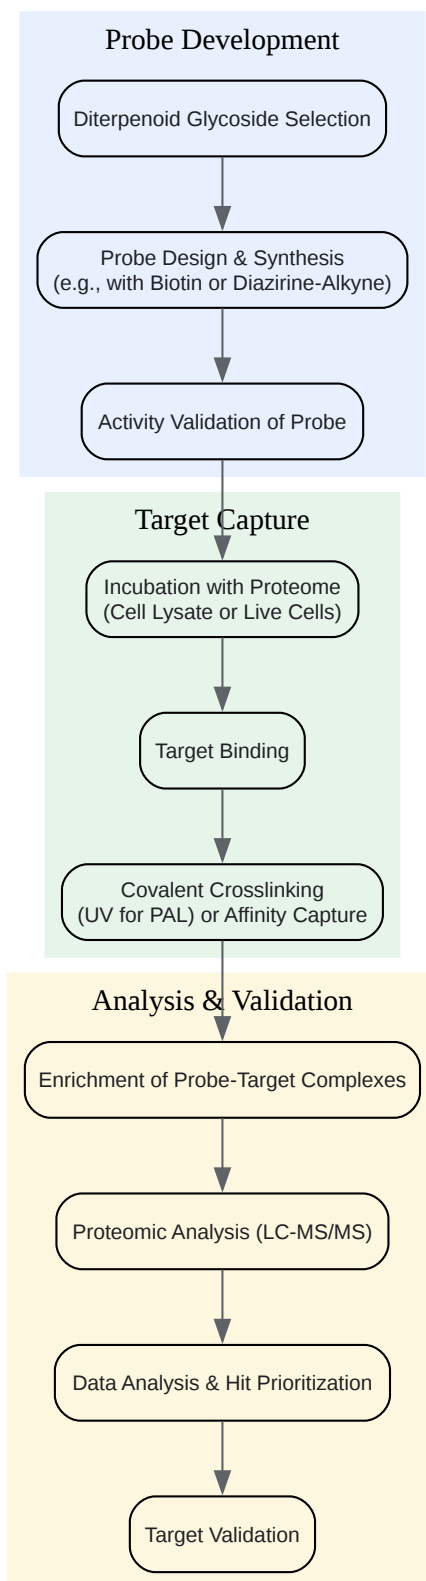 Probe Development
Diterpenoid Glycoside Selection
Probe Design & Synthesis
(e.g., with Biotin or Diazirine-Alkyne)
Activity Validation of Probe
Target Capture
Incubation with Proteome
(Cell Lysate or Live Cells)
Target Binding
Covalent Crosslinking
(UV for PAL) or Affinity Capture
Analysis & Validation
Enrichment of Probe-Target Complexes
Proteomic Analysis (LC-MS/MS)
Data Analysis & Hit Prioritization
Target Validation